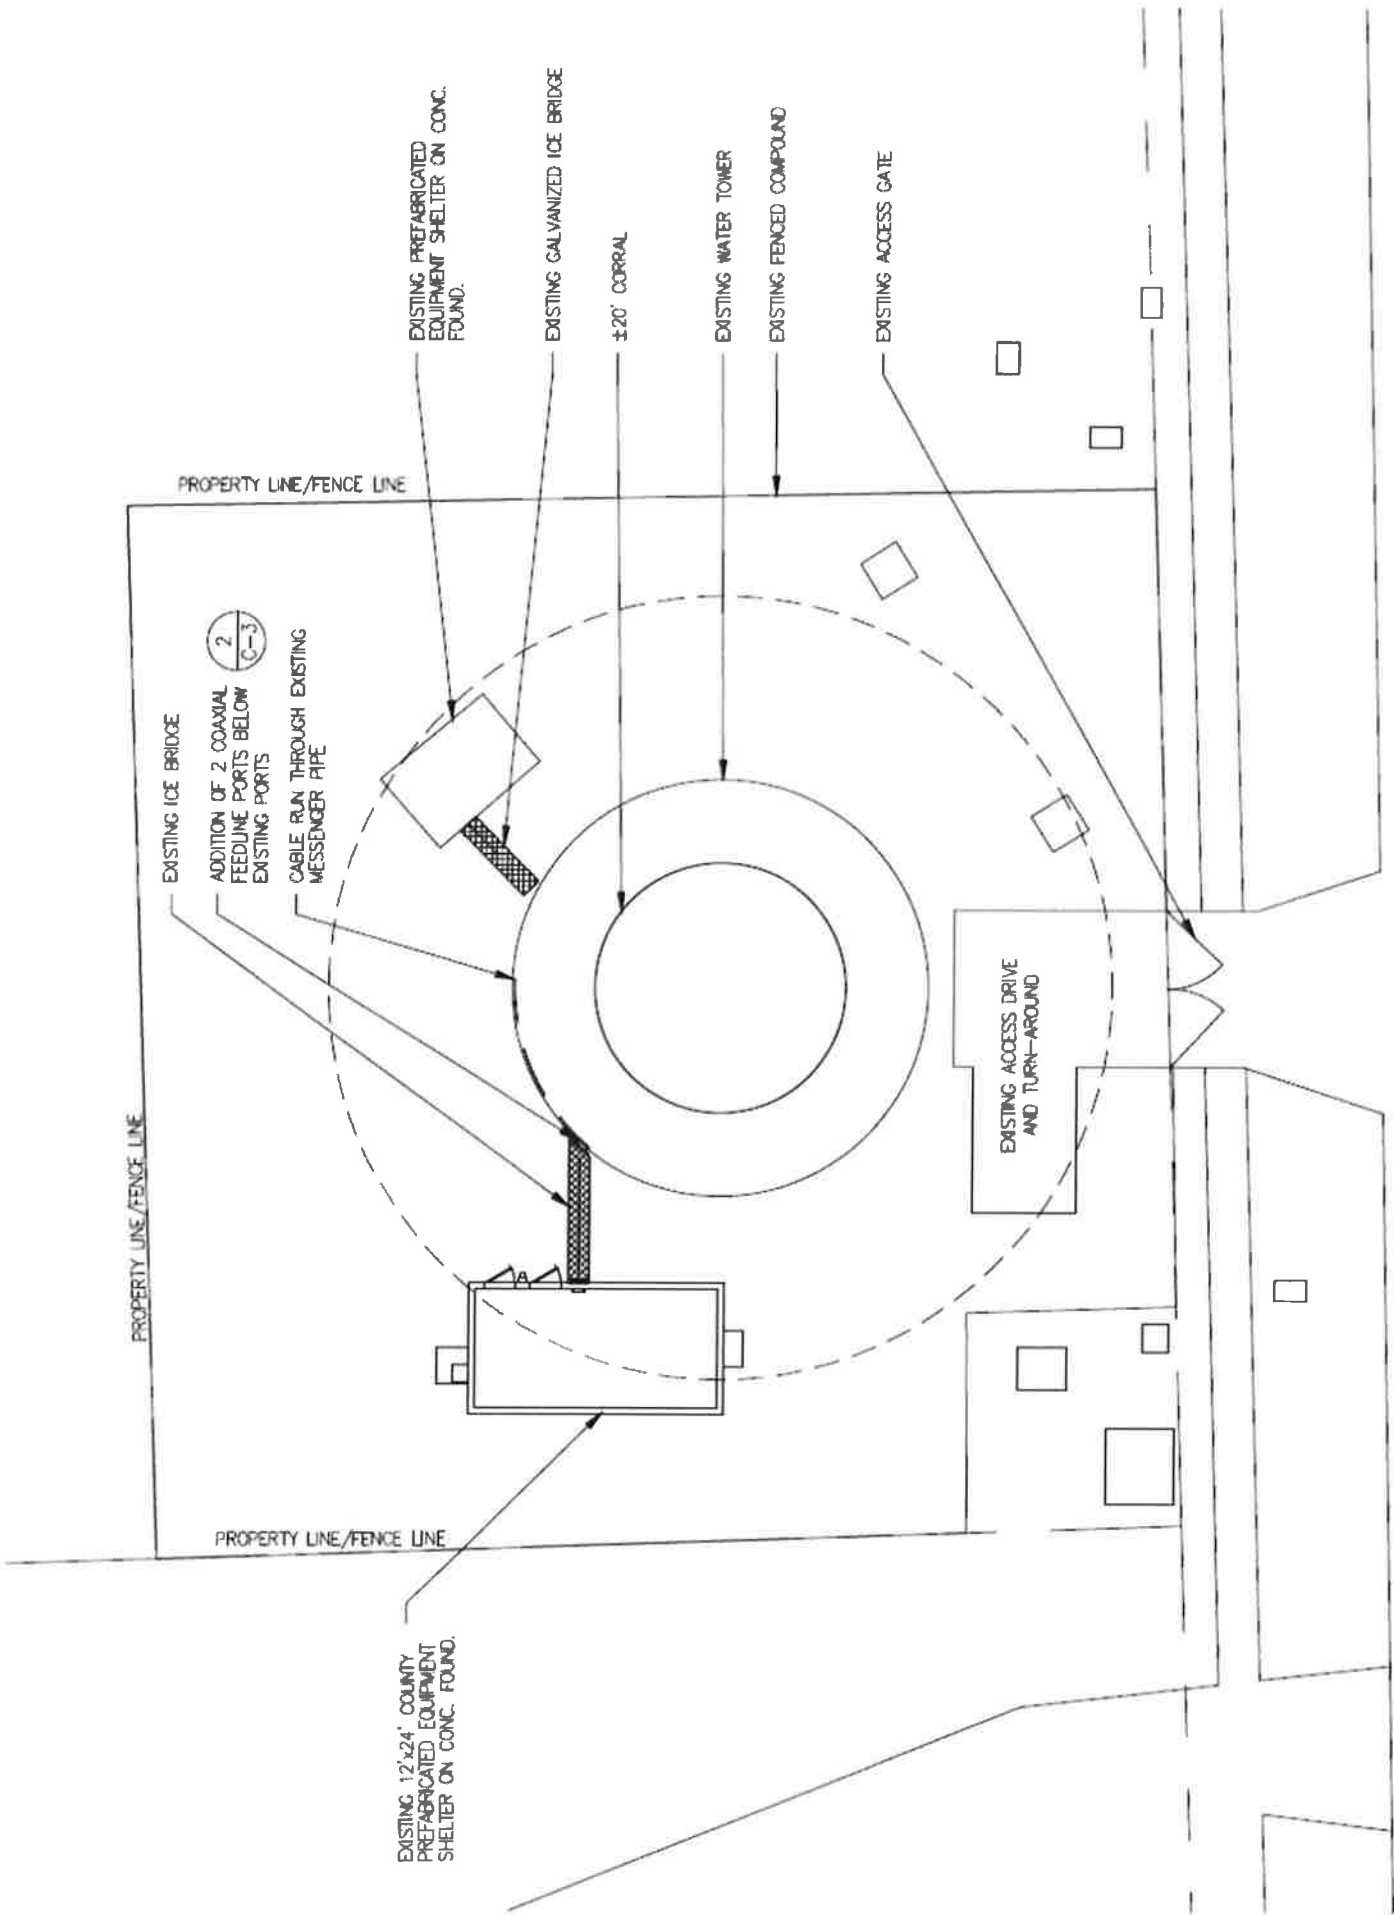 EXISTING ICE BRIDGE
ADDITION OF 2 COAXIAL
FEEDLINE PORTS BELOW
EXISTING PORTS
2
C-3
CABLE RUN THROUGH EXISTING
MESSENGER PIPE
EXISTING PREFABRICATED
EQUIPMENT SHELTER ON CONC.
FOUND.
EXISTING GALVANIZED ICE BRIDGE
±20' CORRAL
EXISTING WATER TOWER
EXISTING FENCED COMPOUND
EXISTING ACCESS GATE
PROPERTY LINE/FENCE LINE
PROPERTY LINE/FENCE LINE
PROPERTY LINE/FENCE LINE
EXISTING ACCESS DRIVE
AND TURN-AROUND
EXISTING 12'x24' COUNTY
PREFABRICATED EQUIPMENT
SHELTER ON CONC. FOUND.